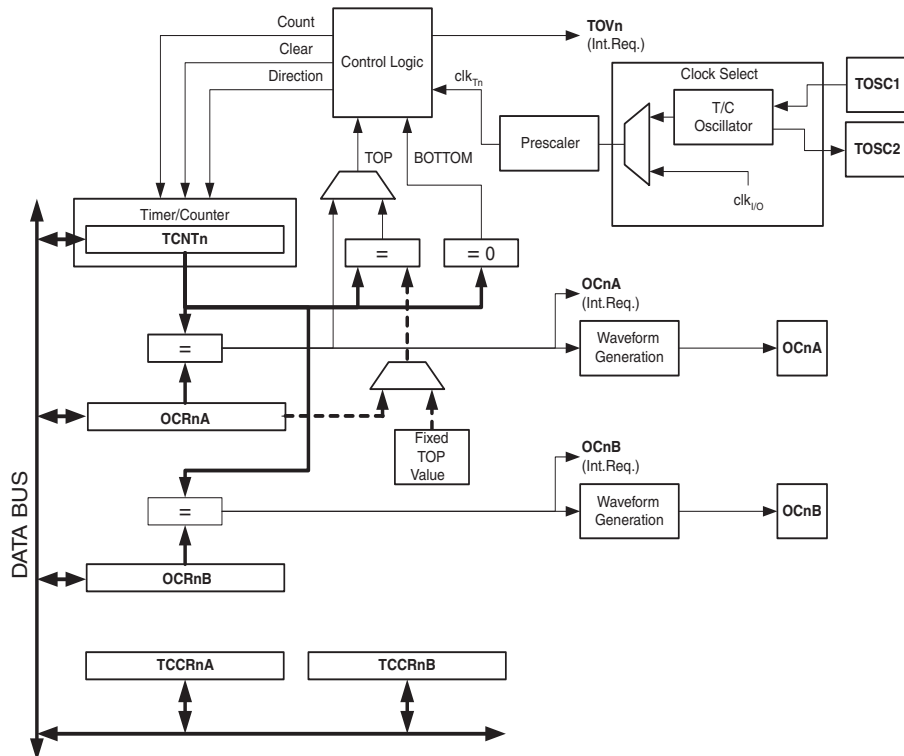 Count
Clear
Direction
Control Logic
TOVn
(Int.Req.)
clkTn
Clock Select
T/C
Oscillator
TOSC1
TOSC2
Prescaler
clkI/O
TOP
BOTTOM
Timer/Counter
TCNTn
=
= 0
OCnA
(Int.Req.)
=
Waveform
Generation
OCnA
OCRnA
Fixed
TOP
Value
OCnB
(Int.Req.)
=
Waveform
Generation
OCnB
OCRnB
DATA BUS
TCCRnA
TCCRnB